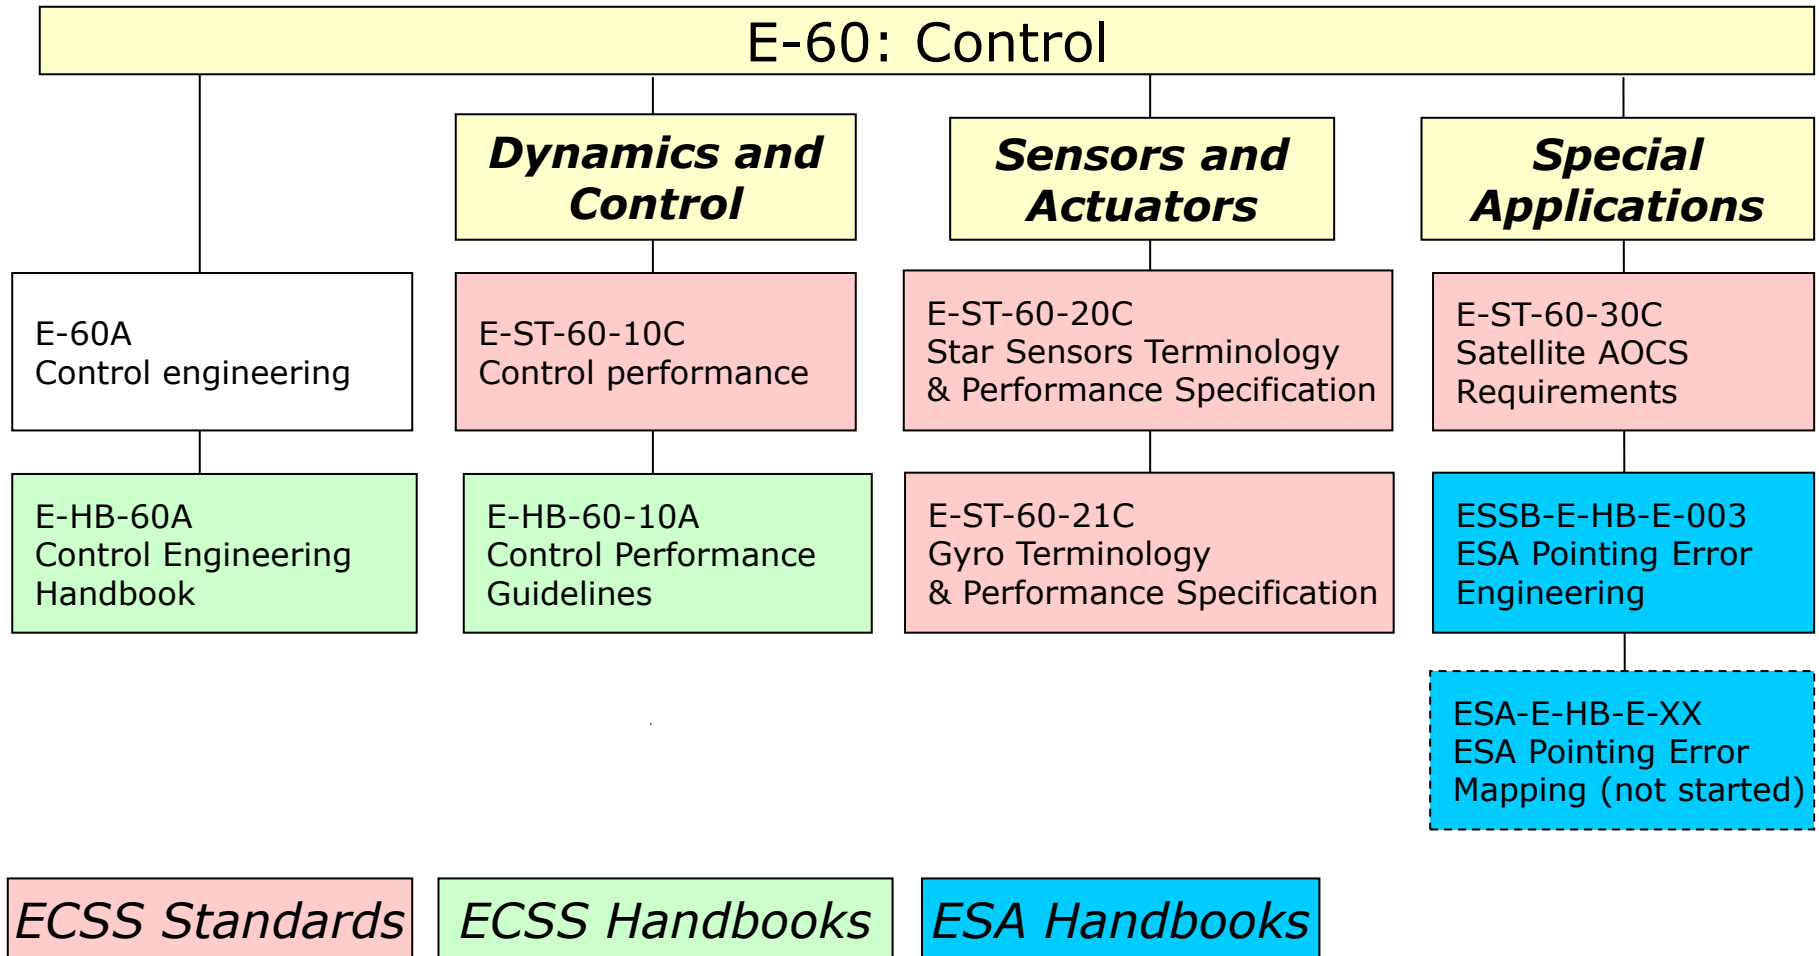 E-60: Control
Dynamics and
Control
Sensors and
Actuators
Special
Applications
E-60A
Control engineering
E-ST-60-10C
Control performance
E-ST-60-20C
Star Sensors Terminology
& Performance Specification
E-ST-60-30C
Satellite AOCS
Requirements
E-HB-60A
Control Engineering
Handbook
E-HB-60-10A
Control Performance
Guidelines
E-ST-60-21C
Gyro Terminology
& Performance Specification
ESSB-E-HB-E-003
ESA Pointing Error
Engineering
ESA-E-HB-E-XX
ESA Pointing Error
Mapping (not started)
ECSS Standards
ECSS Handbooks
ESA Handbooks